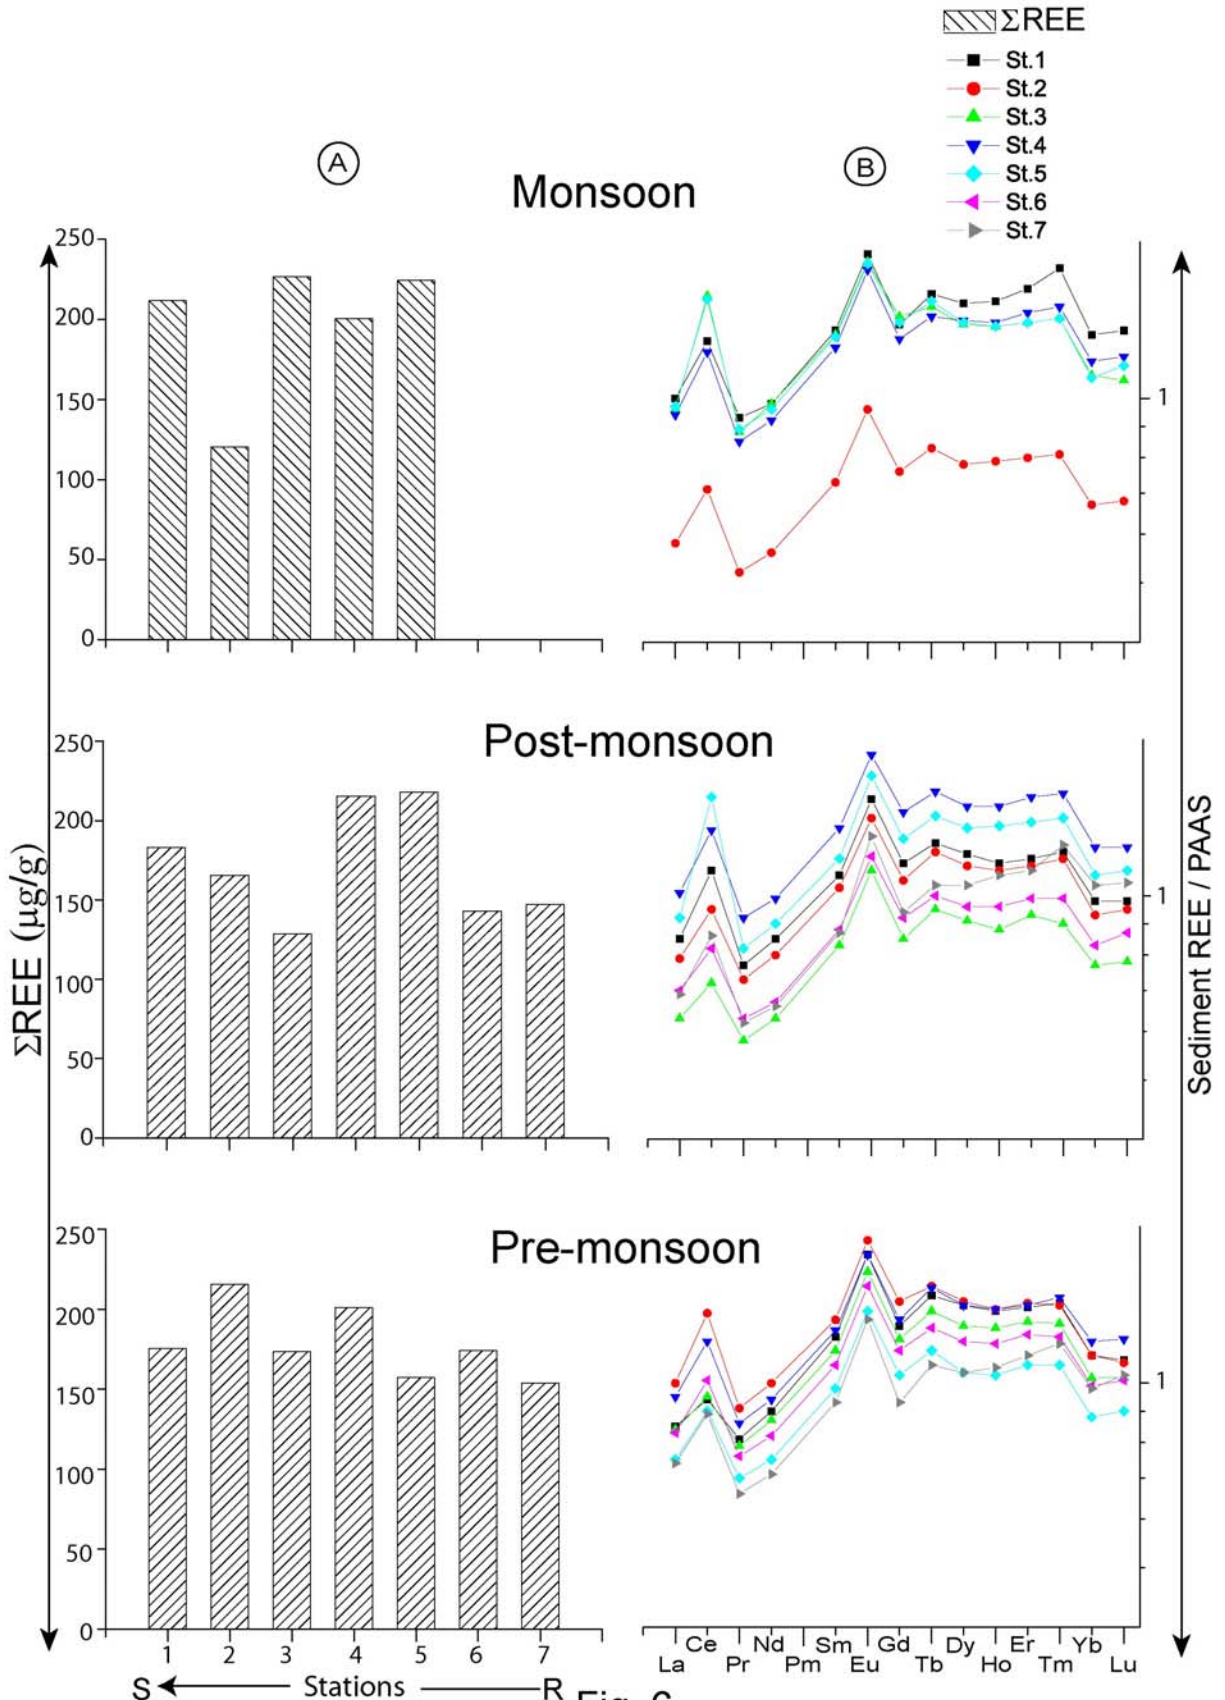 ΣREE
St.1
St.2
St.3
St.4
St.5
St.6
St.7
A
B
Monsoon
250
200
150
100
50
0
1
Post-monsoon
250
200
150
100
50
0
1
ΣREE (µg/g)
Sediment REE / PAAS
Pre-monsoon
250
200
150
100
50
0
1
1 2 3 4 5 6 7
Ce Nd Sm Gd Dy Er Yb
La Pr Pm Eu Tb Ho Tm Lu
S Stations R